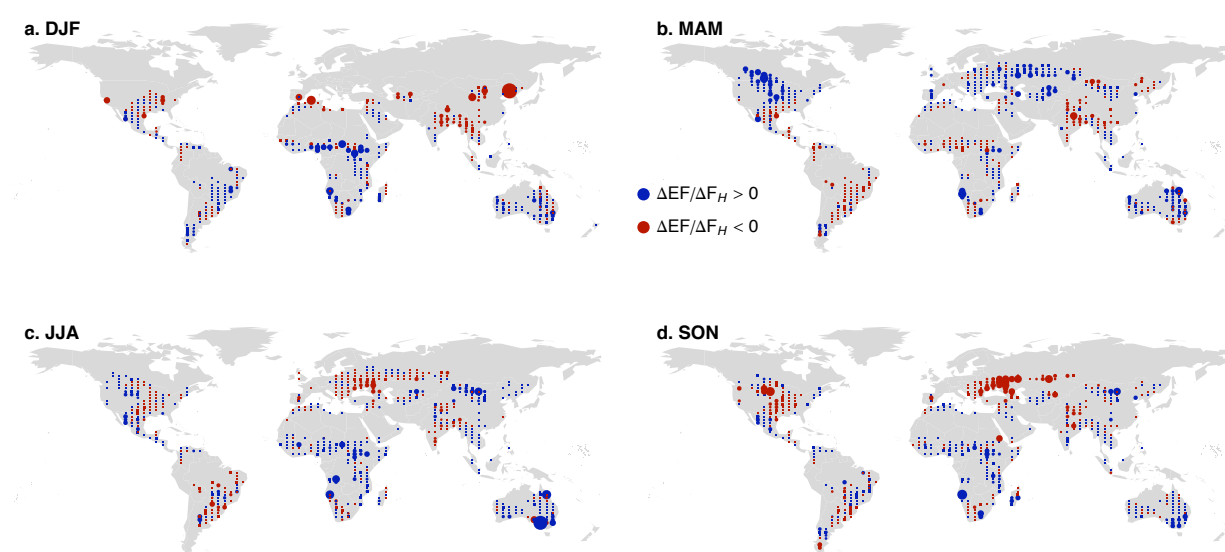 a. DJF
b. MAM
ΔEF/ΔF_H > 0
ΔEF/ΔF_H < 0
c. JJA
d. SON